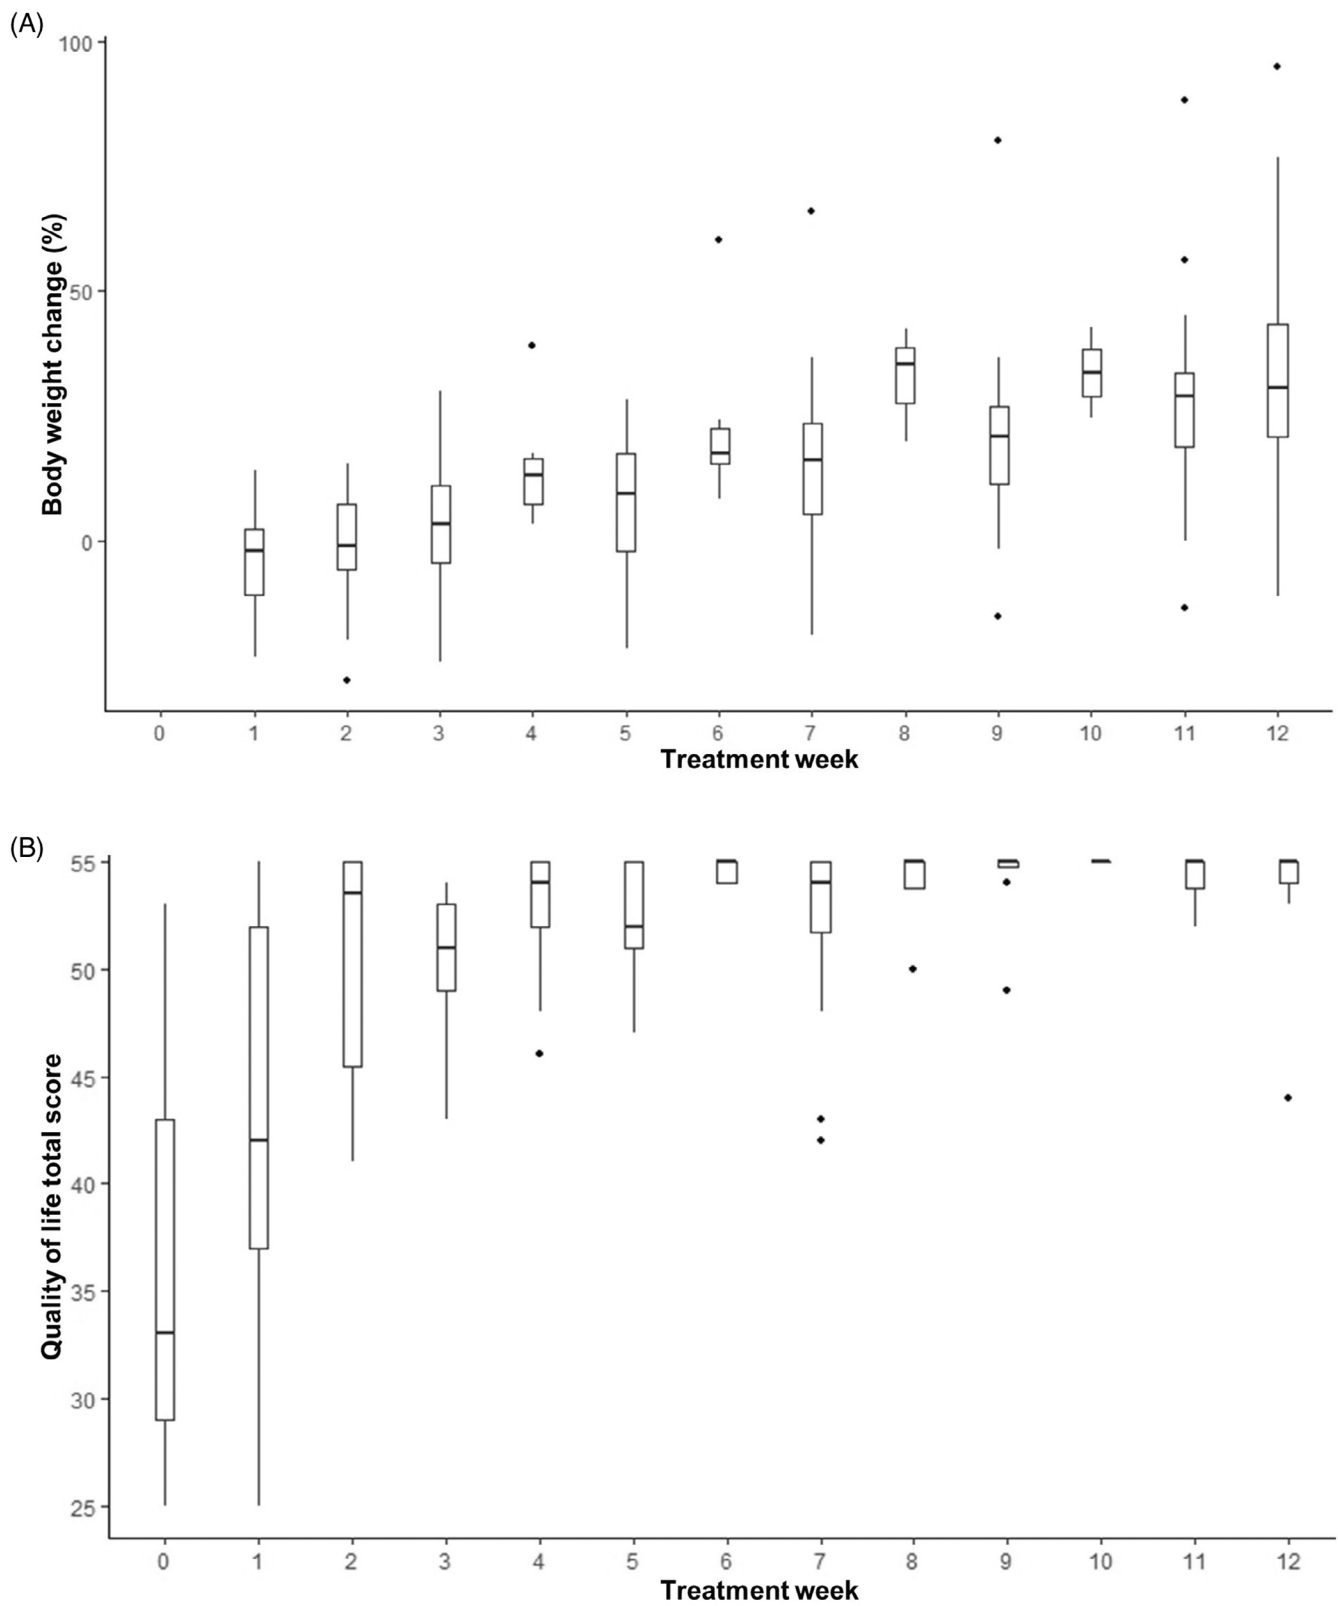 (A)
100
50
0
Body weight change (%)
0 1 2 3 4 5 6 7 8 9 10 11 12
Treatment week
(B)
55
50
45
40
35
30
25
Quality of life total score
0 1 2 3 4 5 6 7 8 9 10 11 12
Treatment week